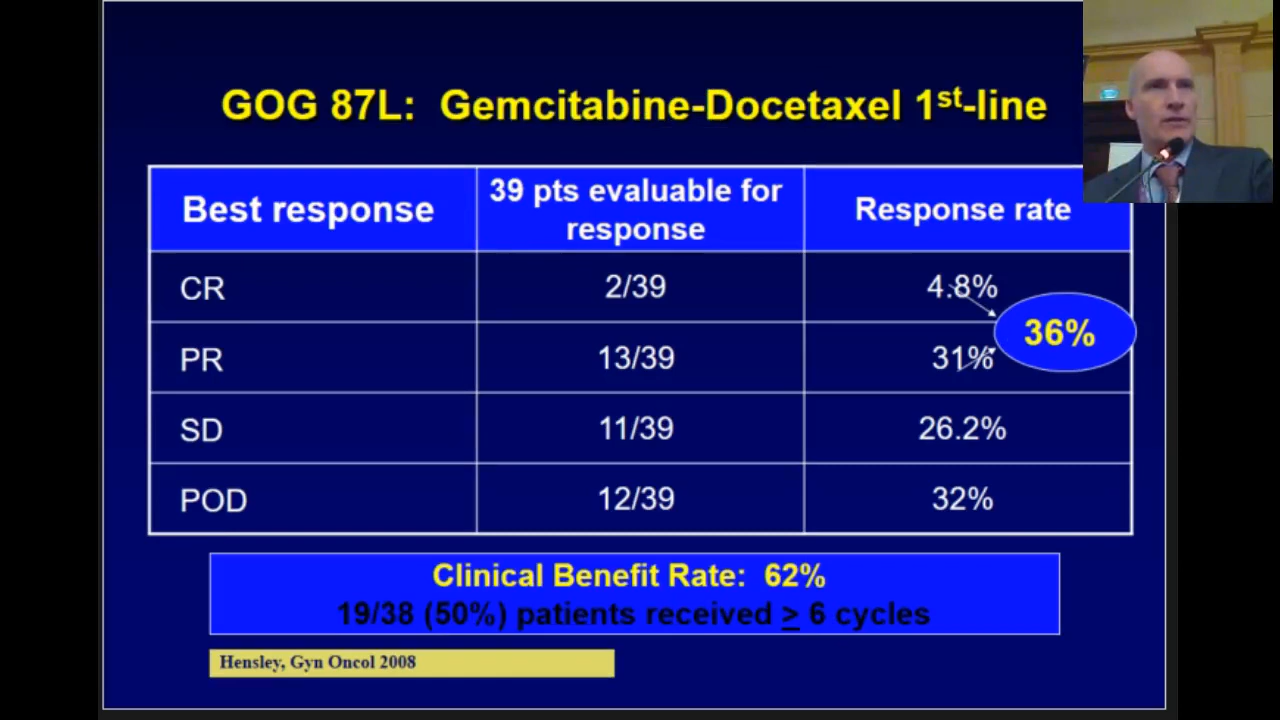 GOG 87L: Gemcitabine-Docetaxel 1st-line
Best response
39 pts evaluable for
response
Response rate
CR
2/39
4.8%
36%
PR
13/39
31%
SD
11/39
26.2%
POD
12/39
32%
Clinical Benefit Rate: 62%
19/38 (50%) patients received ≥ 6 cycles
Hensley, Gyn Oncol 2008